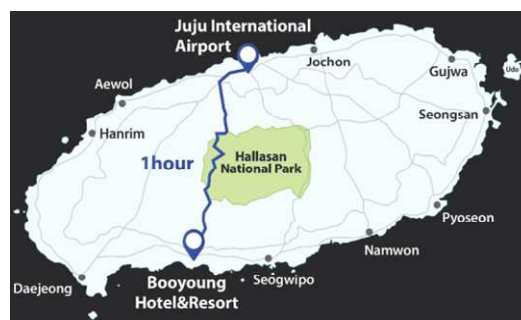 Juju International
Airport
Jochon
Udo
Gujwa
Aewol
Seongsan
Hanrim
1hour
Hallasan
National Park
Pyoseon
Namwon
Seogwipo
Daejeong
Booyoung
Hotel&Resort